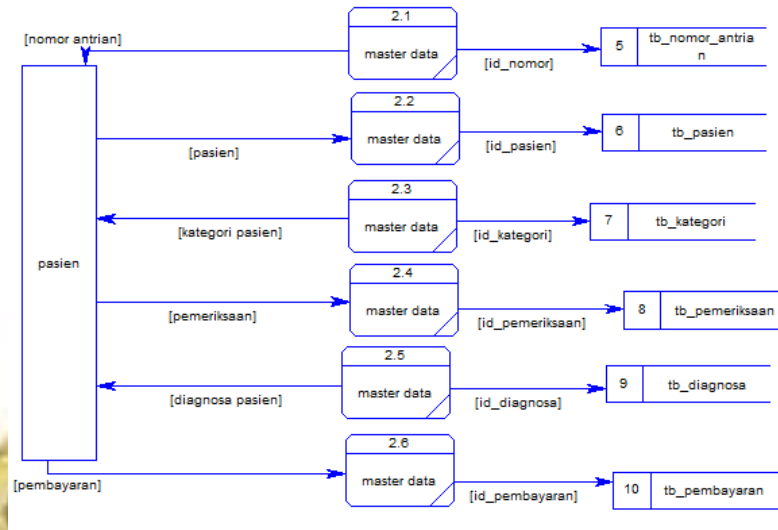 2.1
[nomor antrian]
master data
5
tb_nomor_antria
n
[id_nomor]
2.2
master data
6
tb_pasien
[pasien]
[id_pasien]
2.3
master data
7
tb_kategori
[kategori pasien]
[id_kategori]
pasien
2.4
master data
8
tb_pemeriksaan
[pemeriksaan]
[id_pemeriksaan]
2.5
master data
9
tb_diagnosa
[diagnosa pasien]
[id_diagnosa]
2.6
master data
10
tb_pembayaran
[pembayaran]
[id_pembayaran]